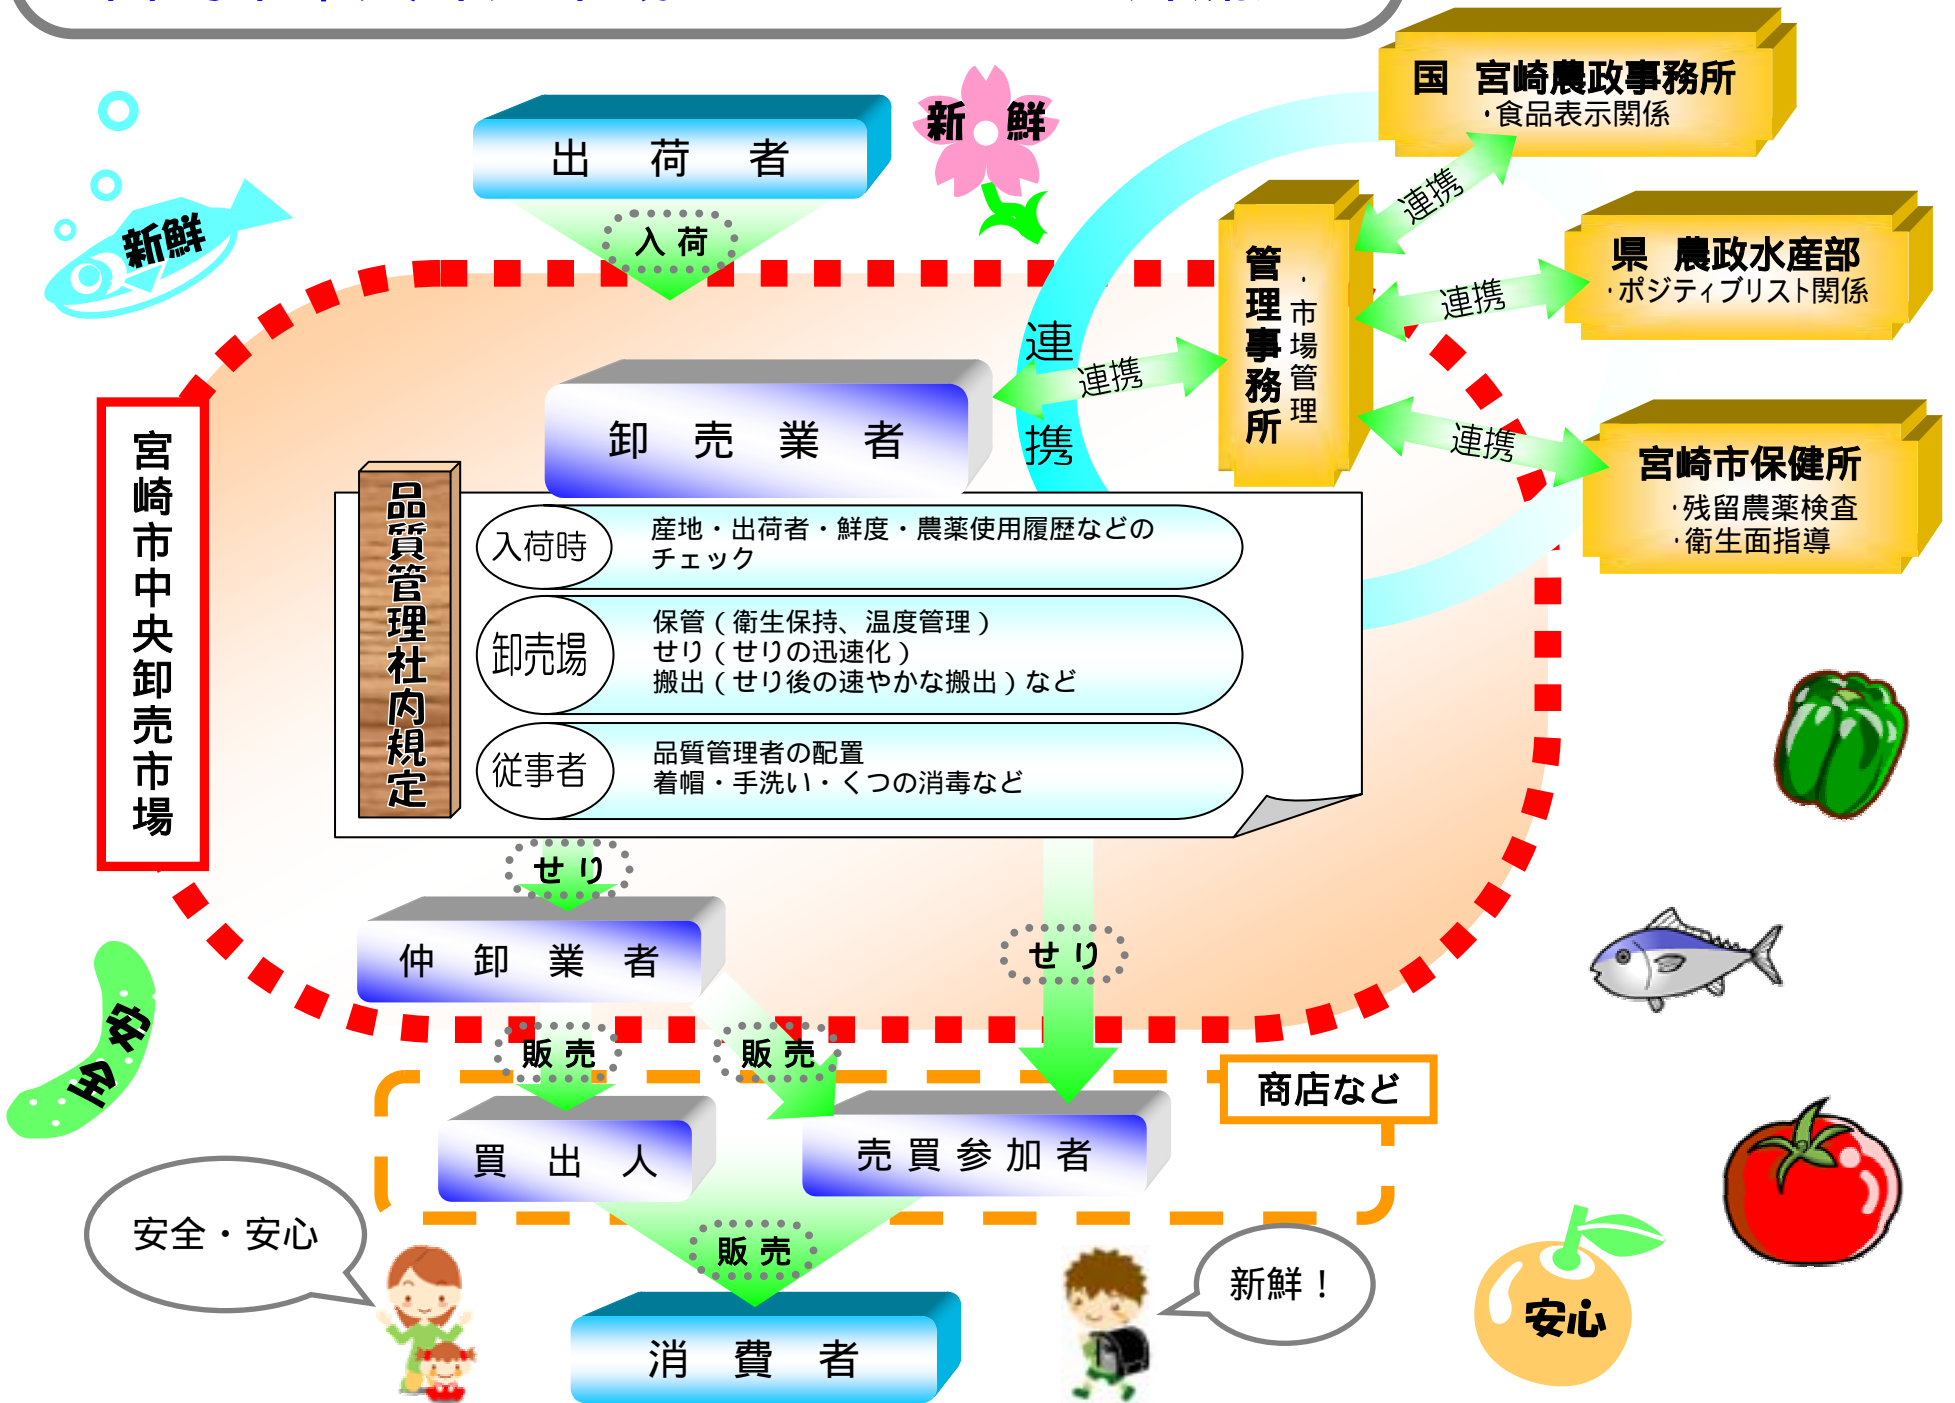 国 宮崎農政事務所
・食品表示関係
出荷者
新鮮
新鮮
入荷
連携
管理事務所
・市場管理
県 農政水産部
・ポジティブリスト関係
連携
連携
連携
連携
卸売業者
宮崎市保健所
・残留農薬検査
・衛生面指導
宮崎市中央卸売市場
品質管理社内規定
入荷時
産地・出荷者・鮮度・農薬使用履歴などの
チェック
卸売場
保管(衛生保持、温度管理)
せり(せりの迅速化)
搬出(せり後の速やかな搬出)など
従事者
品質管理者の配置
着帽・手洗い・くつの消毒など
せり
仲卸業者
せり
安全
販売
販売
商店など
買出人
売買参加者
安全・安心
販売
新鮮!
安心
消費者